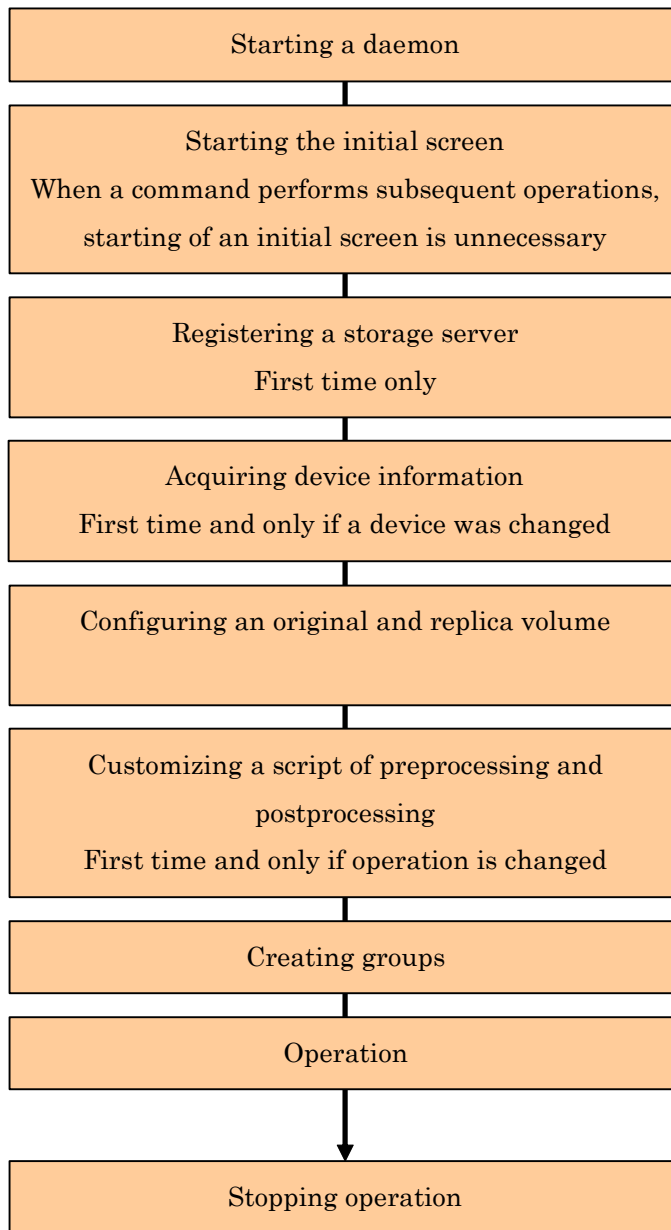 Starting a daemon
Starting the initial screen
When a command performs subsequent operations,
starting of an initial screen is unnecessary
Registering a storage server
First time only
Acquiring device information
First time and only if a device was changed
Configuring an original and replica volume
Customizing a script of preprocessing and
postprocessing
First time and only if operation is changed
Creating groups
Operation
Stopping operation